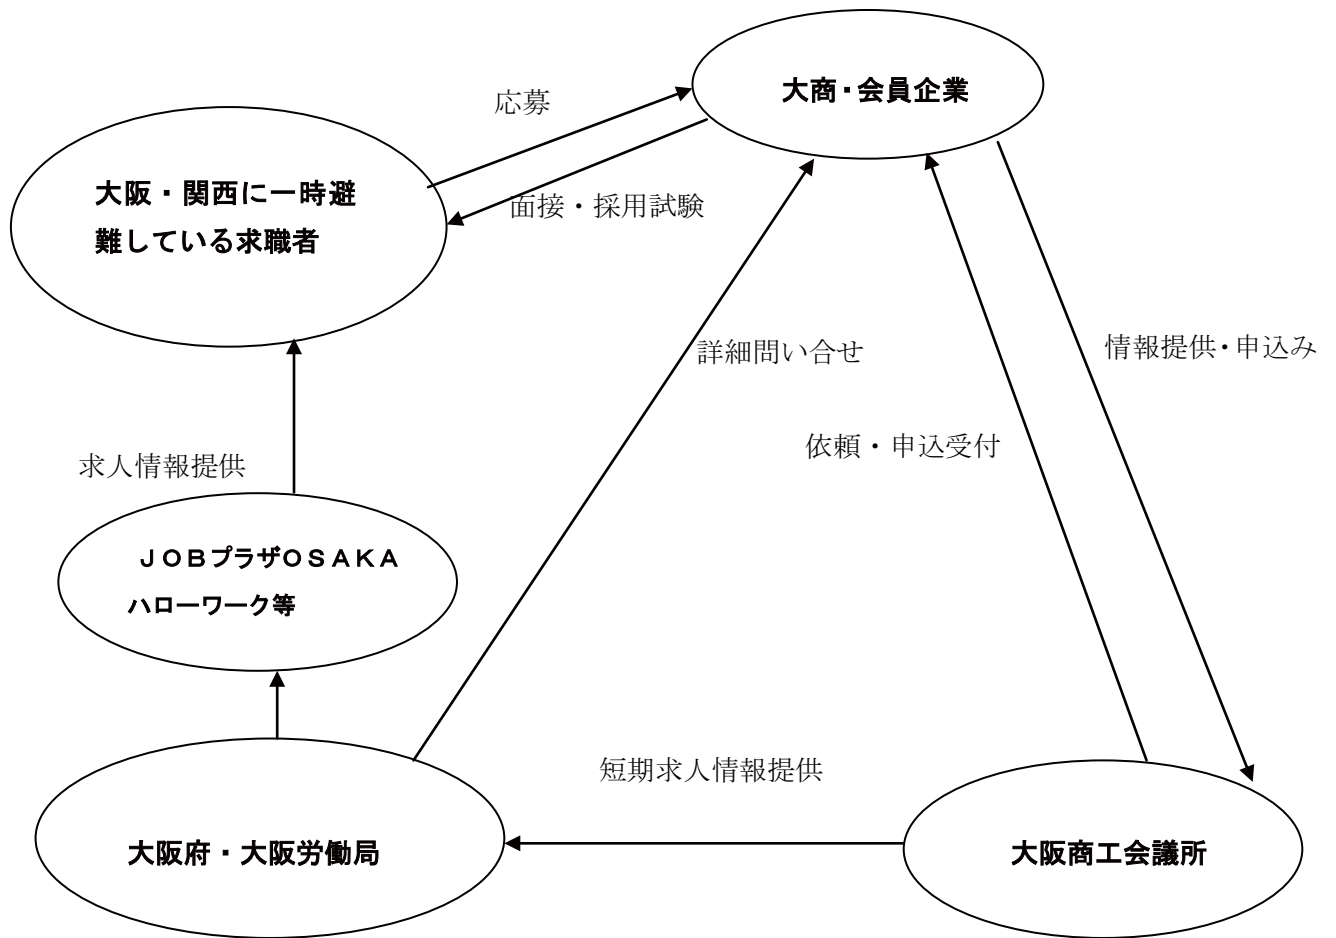 大商・会員企業
応募
大阪・関西に一時避
難している求職者
面接・採用試験
詳細問い合せ
情報提供・申込み
依頼・申込受付
求人情報提供
ＪＯＢプラザＯＳＡＫＡ
ハローワーク等
短期求人情報提供
大阪府・大阪労働局
大阪商工会議所